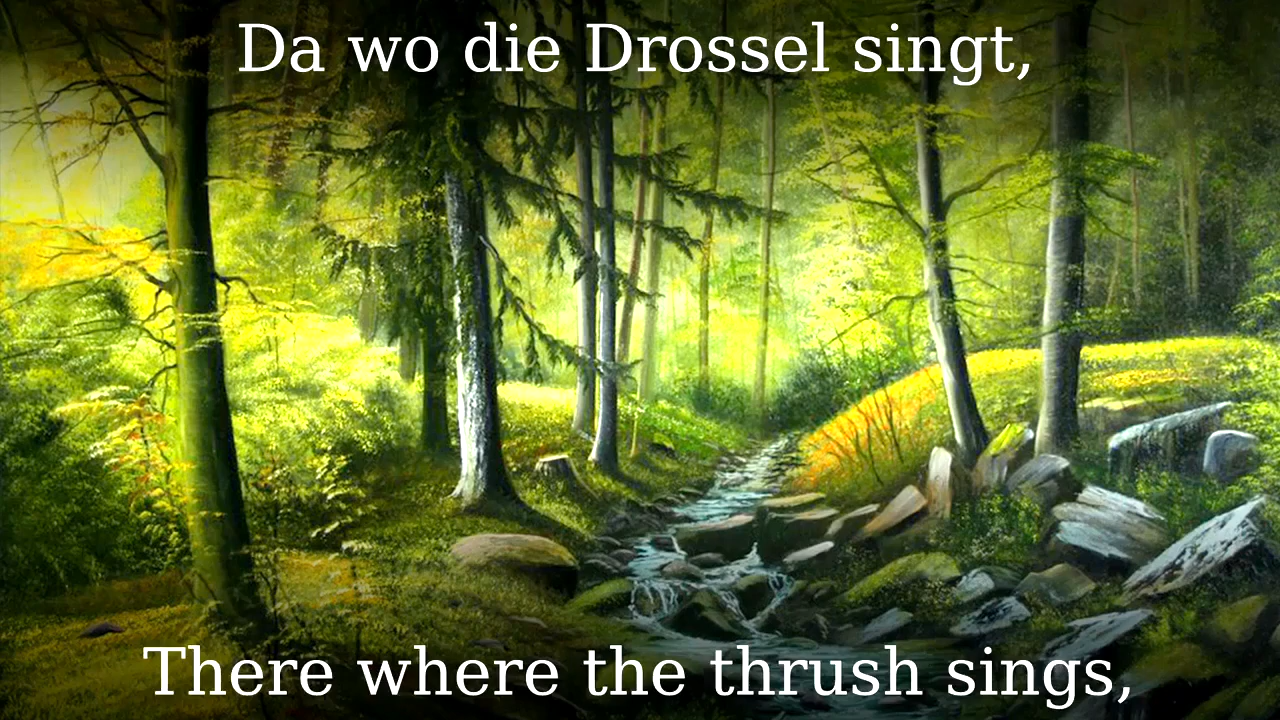 Da wo die Drossel singt,
There where the thrush sings,